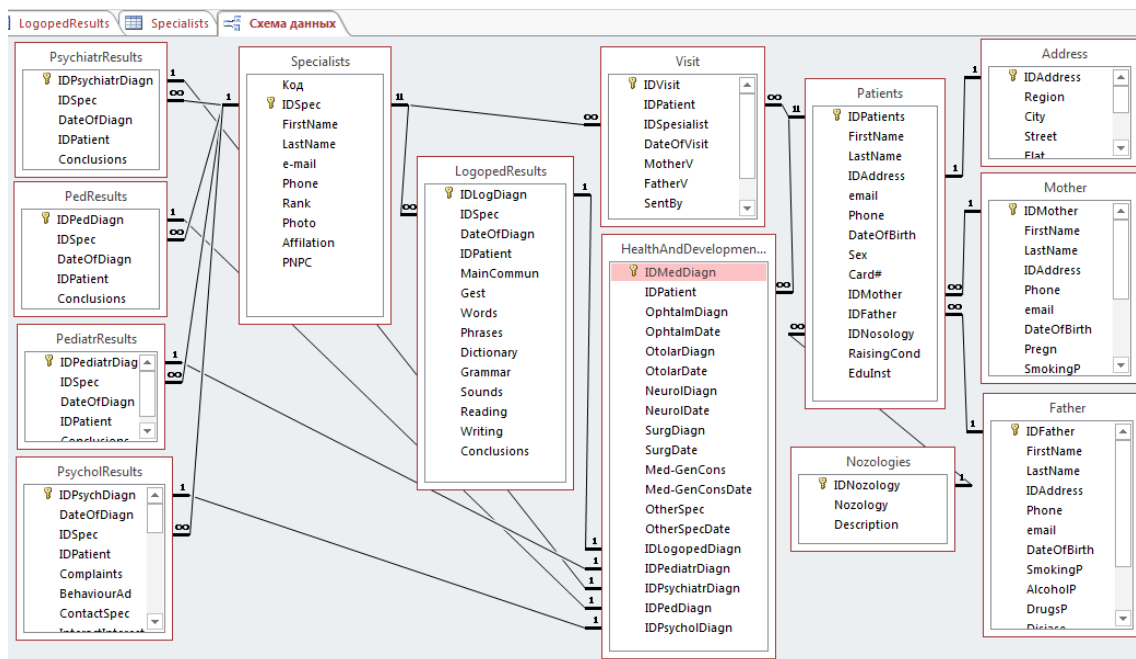 LogopedResults
Specialists
Схема данных
PsychiatrResults
IDPsychiatrDiagn
IDSpec
DateOfDiagn
IDPatient
Conclusions
PedResults
IDPedDiagn
IDSpec
DateOfDiagn
IDPatient
Conclusions
PediatrResults
IDPediatrDiag
IDSpec
DateOfDiagn
IDPatient
Conclusions
PsycholResults
IDPsychDiagn
DateOfDiagn
IDSpec
IDPatient
Complaints
BehaviourAd
ContactSpec
InteractInterest
Specialists
Код
IDSpec
FirstName
LastName
e-mail
Phone
Rank
Photo
Affilation
PNPC
LogopedResults
IDLogDiagn
IDSpec
DateOfDiagn
IDPatient
MainCommun
Gest
Words
Phrases
Dictionary
Grammar
Sounds
Reading
Writing
Conclusions
Visit
IDVisit
IDPatient
IDSpesialist
DateOfVisit
MotherV
FatherV
SentBy
HealthAndDevelopmen...
IDMedDiagn
IDPatient
OphtalmDiagn
OphtalmDate
OtolarDiagn
OtolarDate
NeurolDiagn
NeurolDate
SurgDiagn
SurgDate
Med-GenCons
Med-GenConsDate
OtherSpec
OtherSpecDate
IDLogopedDiagn
IDPediatrDiagn
IDPsychiatrDiagn
IDPedDiagn
IDPsycholDiagn
Patients
IDPatients
FirstName
LastName
IDAddress
email
Phone
DateOfBirth
Sex
Card#
IDMother
IDFather
IDNosology
RaisingCond
EduInst
Nozologies
IDNozology
Nozology
Description
Address
IDAddress
Region
City
Street
Flat
Mother
IDMother
FirstName
LastName
IDAddress
Phone
email
DateOfBirth
Pregn
SmokingP
Father
IDFather
FirstName
LastName
IDAddress
Phone
email
DateOfBirth
SmokingP
AlcoholP
DrugsP
Disiase